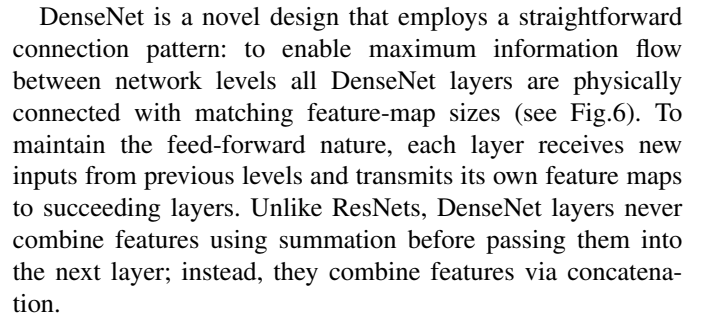 DenseNet is a novel design that employs a straightforward
connection pattern: to enable maximum information flow
between network levels all DenseNet layers are physically
connected with matching feature-map sizes (see Fig.6). To
maintain the feed-forward nature, each layer receives new
inputs from previous levels and transmits its own feature maps
to succeeding layers. Unlike ResNets, DenseNet layers never
combine features using summation before passing them into
the next layer; instead, they combine features via concatena-
tion.